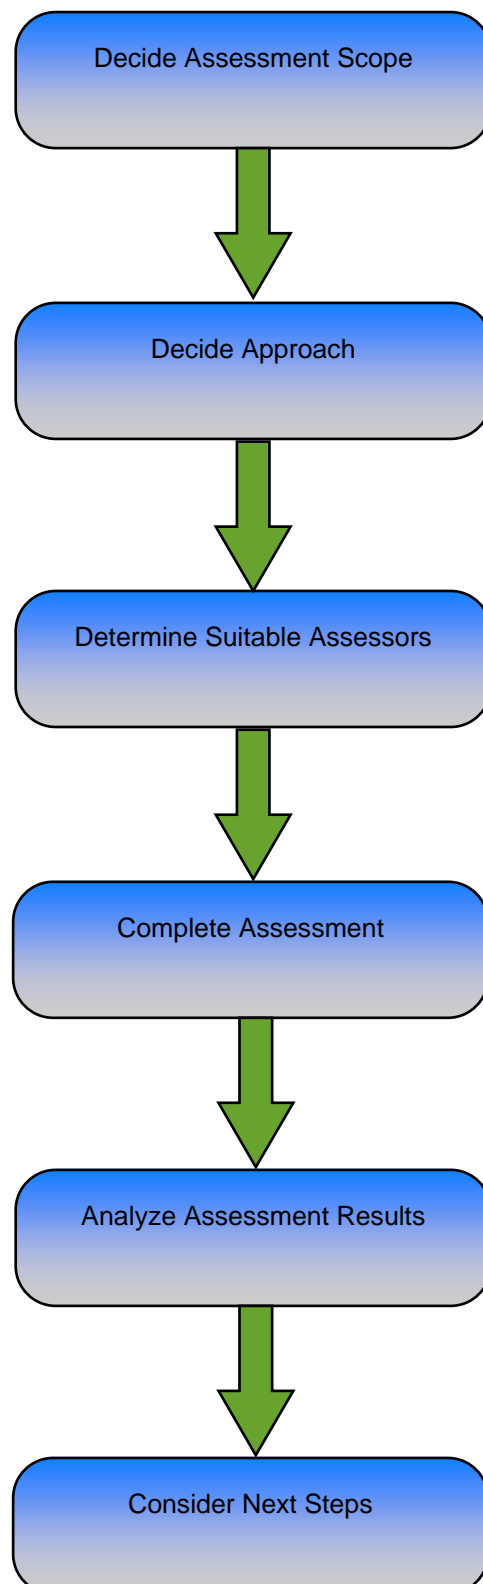 Decide Assessment Scope
Decide Approach
Determine Suitable Assessors
Complete Assessment
Analyze Assessment Results
Consider Next Steps